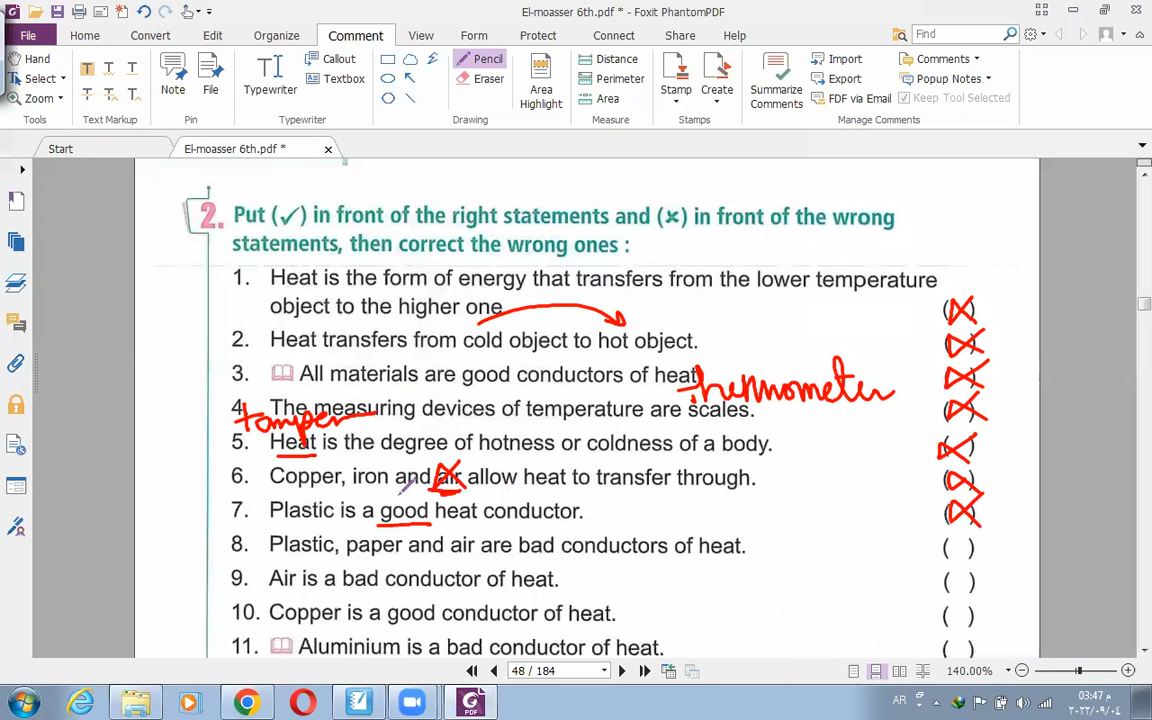 El-moasser 6th.pdf * - Foxit PhantomPDF
File Home Convert Edit Organize Comment View Form Protect Connect Share Help Find
Hand Select Zoom Tools
T T T T T T Text Markup
Note File Pin
Typewriter Callout Textbox Typewriter
Pencil Eraser Drawing
Area Highlight Distance Perimeter Area Measure
Stamp Create Stamps
Summarize Comments Import Export FDF via Email Comments Popup Notes Keep Tool Selected Manage Comments
Start El-moasser 6th.pdf *
2. Put (✓) in front of the right statements and (✗) in front of the wrong
statements, then correct the wrong ones :
1. Heat is the form of energy that transfers from the lower temperature
object to the higher one. (X)
2. Heat transfers from cold object to hot object. (X)
3. All materials are good conductors of heat. (X)
thermometer
4. The measuring devices of temperature are scales. (X)
temper
5. Heat is the degree of hotness or coldness of a body. (X)
6. Copper, iron and air allow heat to transfer through. (X)
7. Plastic is a good heat conductor. (X)
8. Plastic, paper and air are bad conductors of heat. ( )
9. Air is a bad conductor of heat. ( )
10. Copper is a good conductor of heat. ( )
11. Aluminium is a bad conductor of heat. ( )
48 / 184 140.00%
AR 03:47 م
٢٠٢٢/٠٩/٠٤
PDF